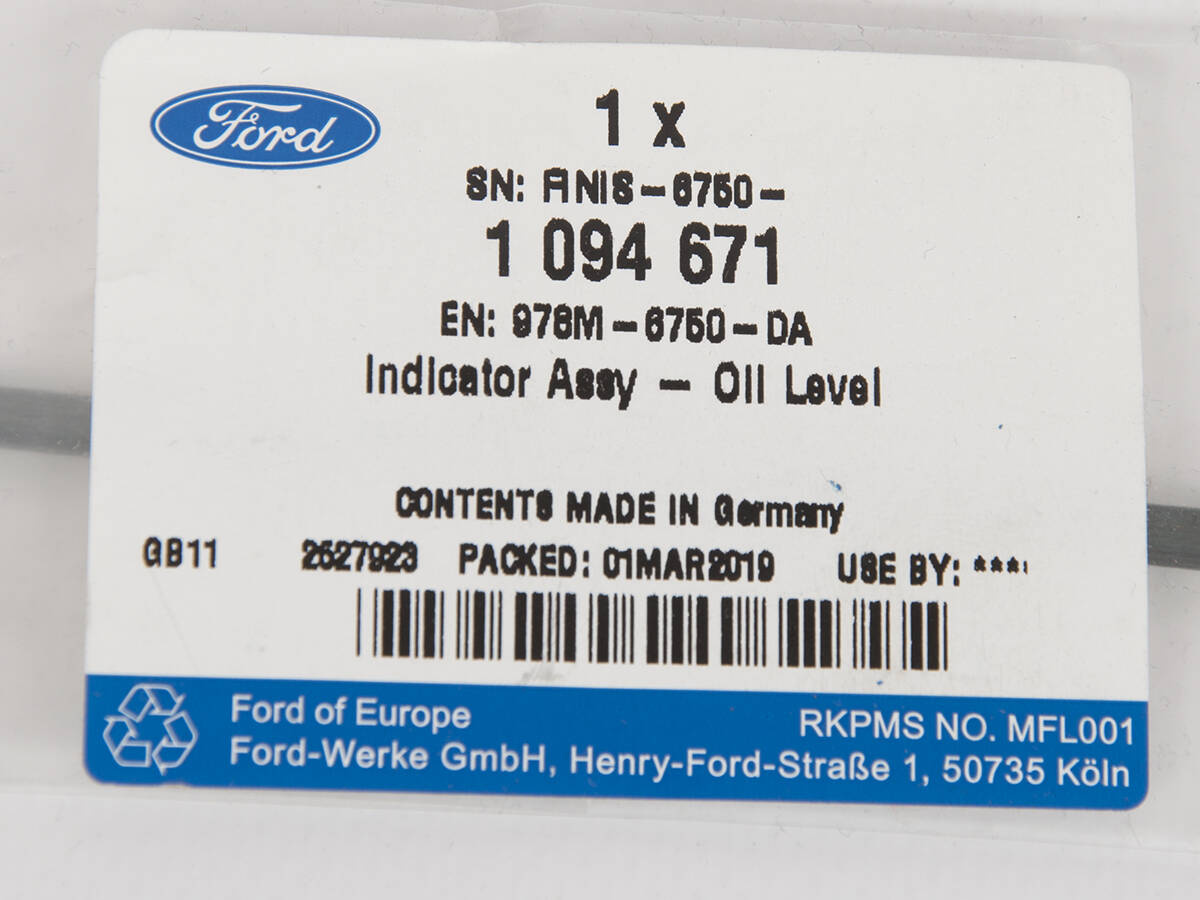 Ford
1 x
SN: FINIS-6750-
1 094 671
EN: 978M-6750-DA
Indicator Assy - Oil Level
CONTENTS MADE IN Germany
GB11 2527923 PACKED: 01MAR2019 USE BY: ***
Ford of Europe RKPMS NO. MFL001
Ford-Werke GmbH, Henry-Ford-Straße 1, 50735 Köln